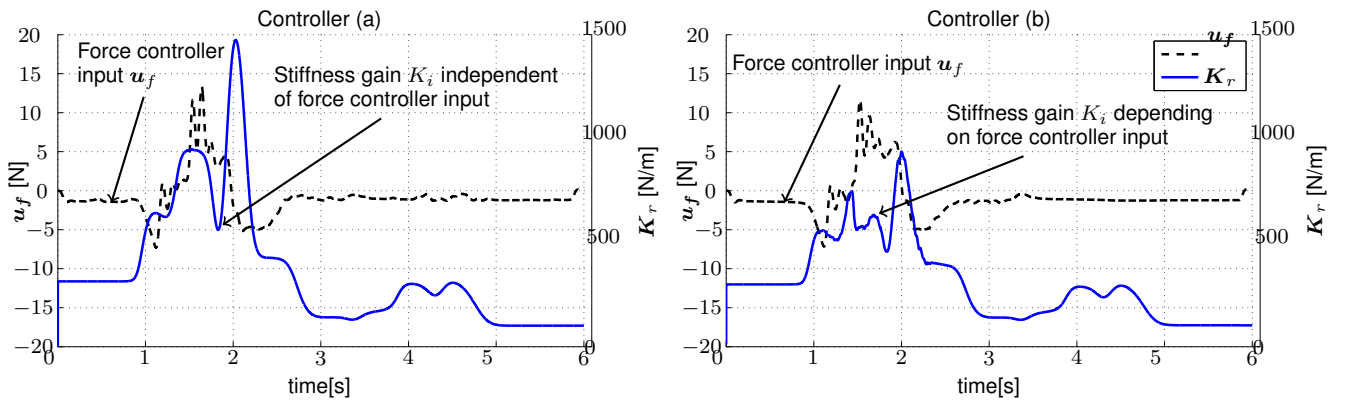 Controller (a)
20
15
10
5
0
−5
−10
−15
−20
u_f [N]
Force controller
input u_f
Stiffness gain K_i independent
of force controller input
1500
1000
500
0
K_r [N/m]
0 1 2 3 4 5 6
time[s]
Controller (b)
20
15
10
5
0
−5
−10
−15
−20
u_f [N]
Force controller input u_f
u_f
K_r
Stiffness gain K_i depending
on force controller input
1500
1000
500
0
K_r [N/m]
0 1 2 3 4 5 6
time[s]